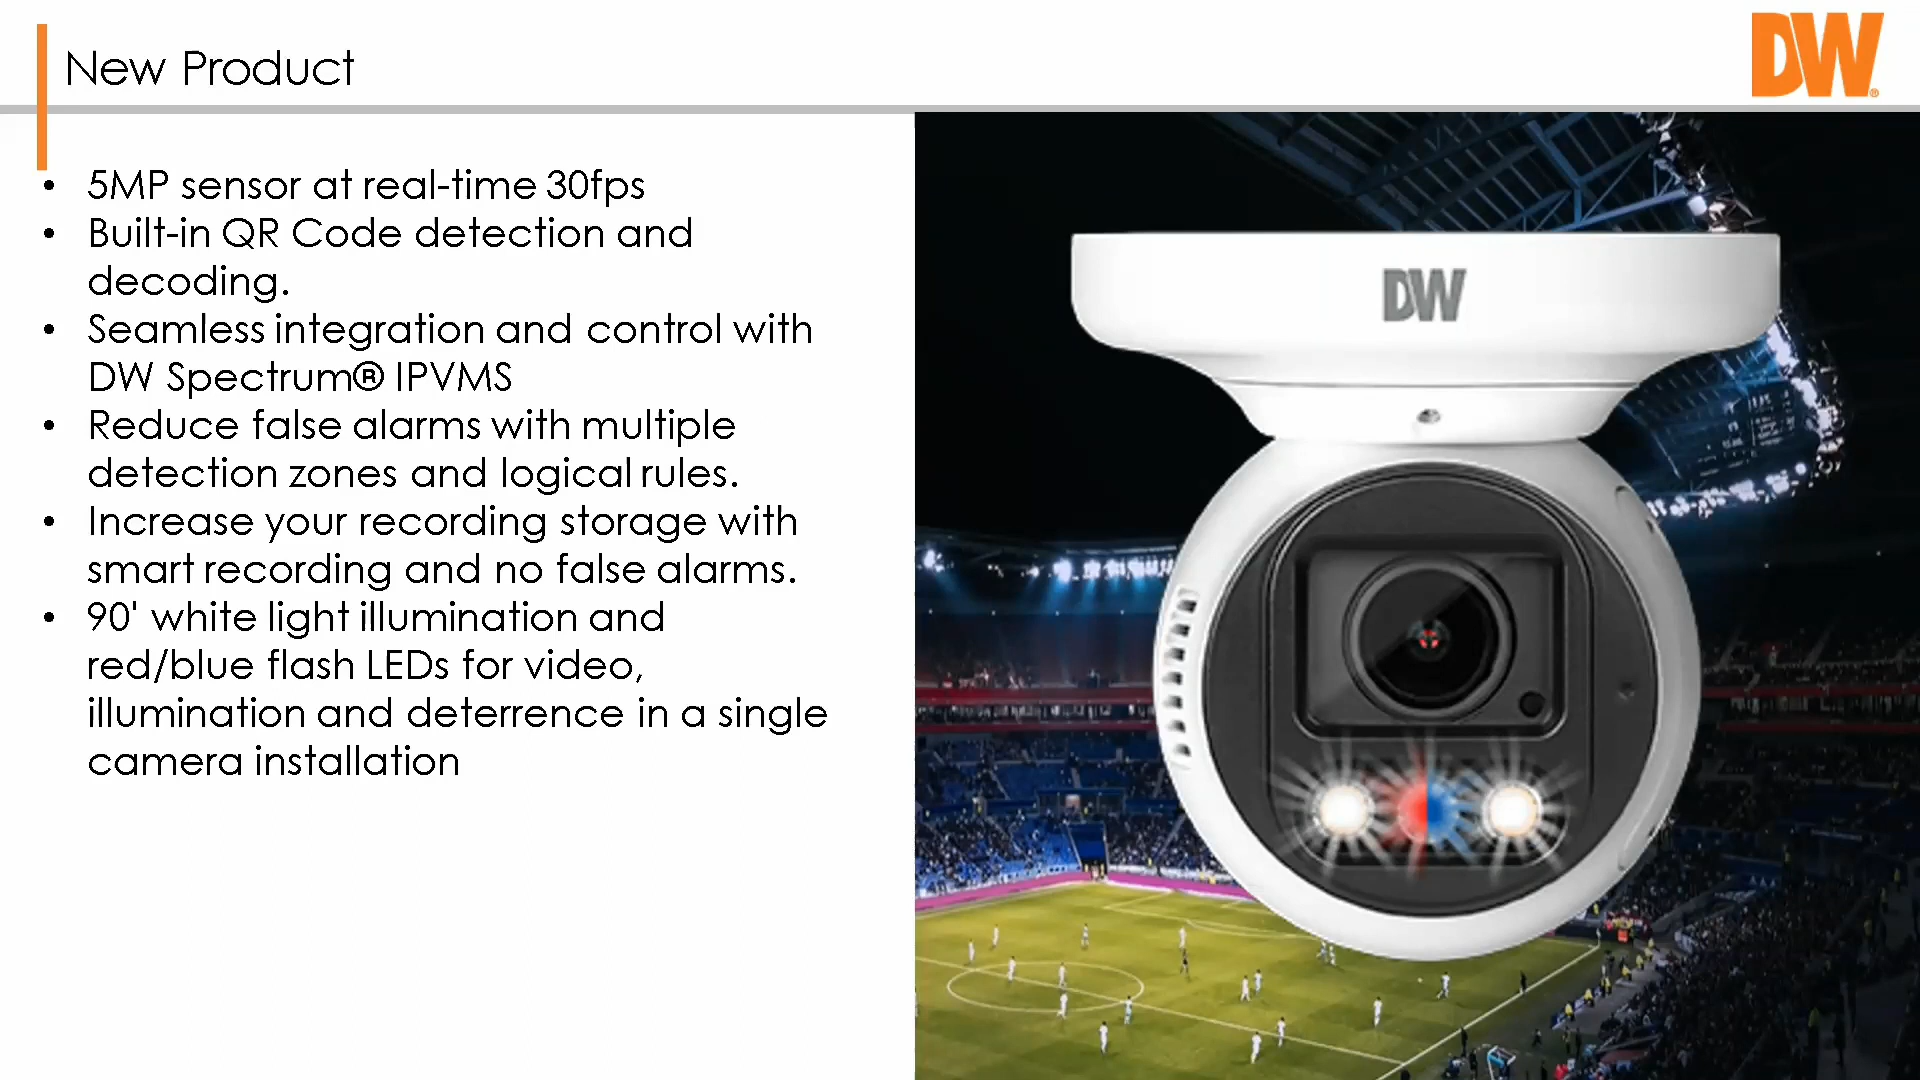 New Product
DW®
• 5MP sensor at real-time 30fps
• Built-in QR Code detection and
decoding.
• Seamless integration and control with
DW Spectrum® IPVMS
• Reduce false alarms with multiple
detection zones and logical rules.
• Increase your recording storage with
smart recording and no false alarms.
• 90' white light illumination and
red/blue flash LEDs for video,
illumination and deterrence in a single
camera installation
DW